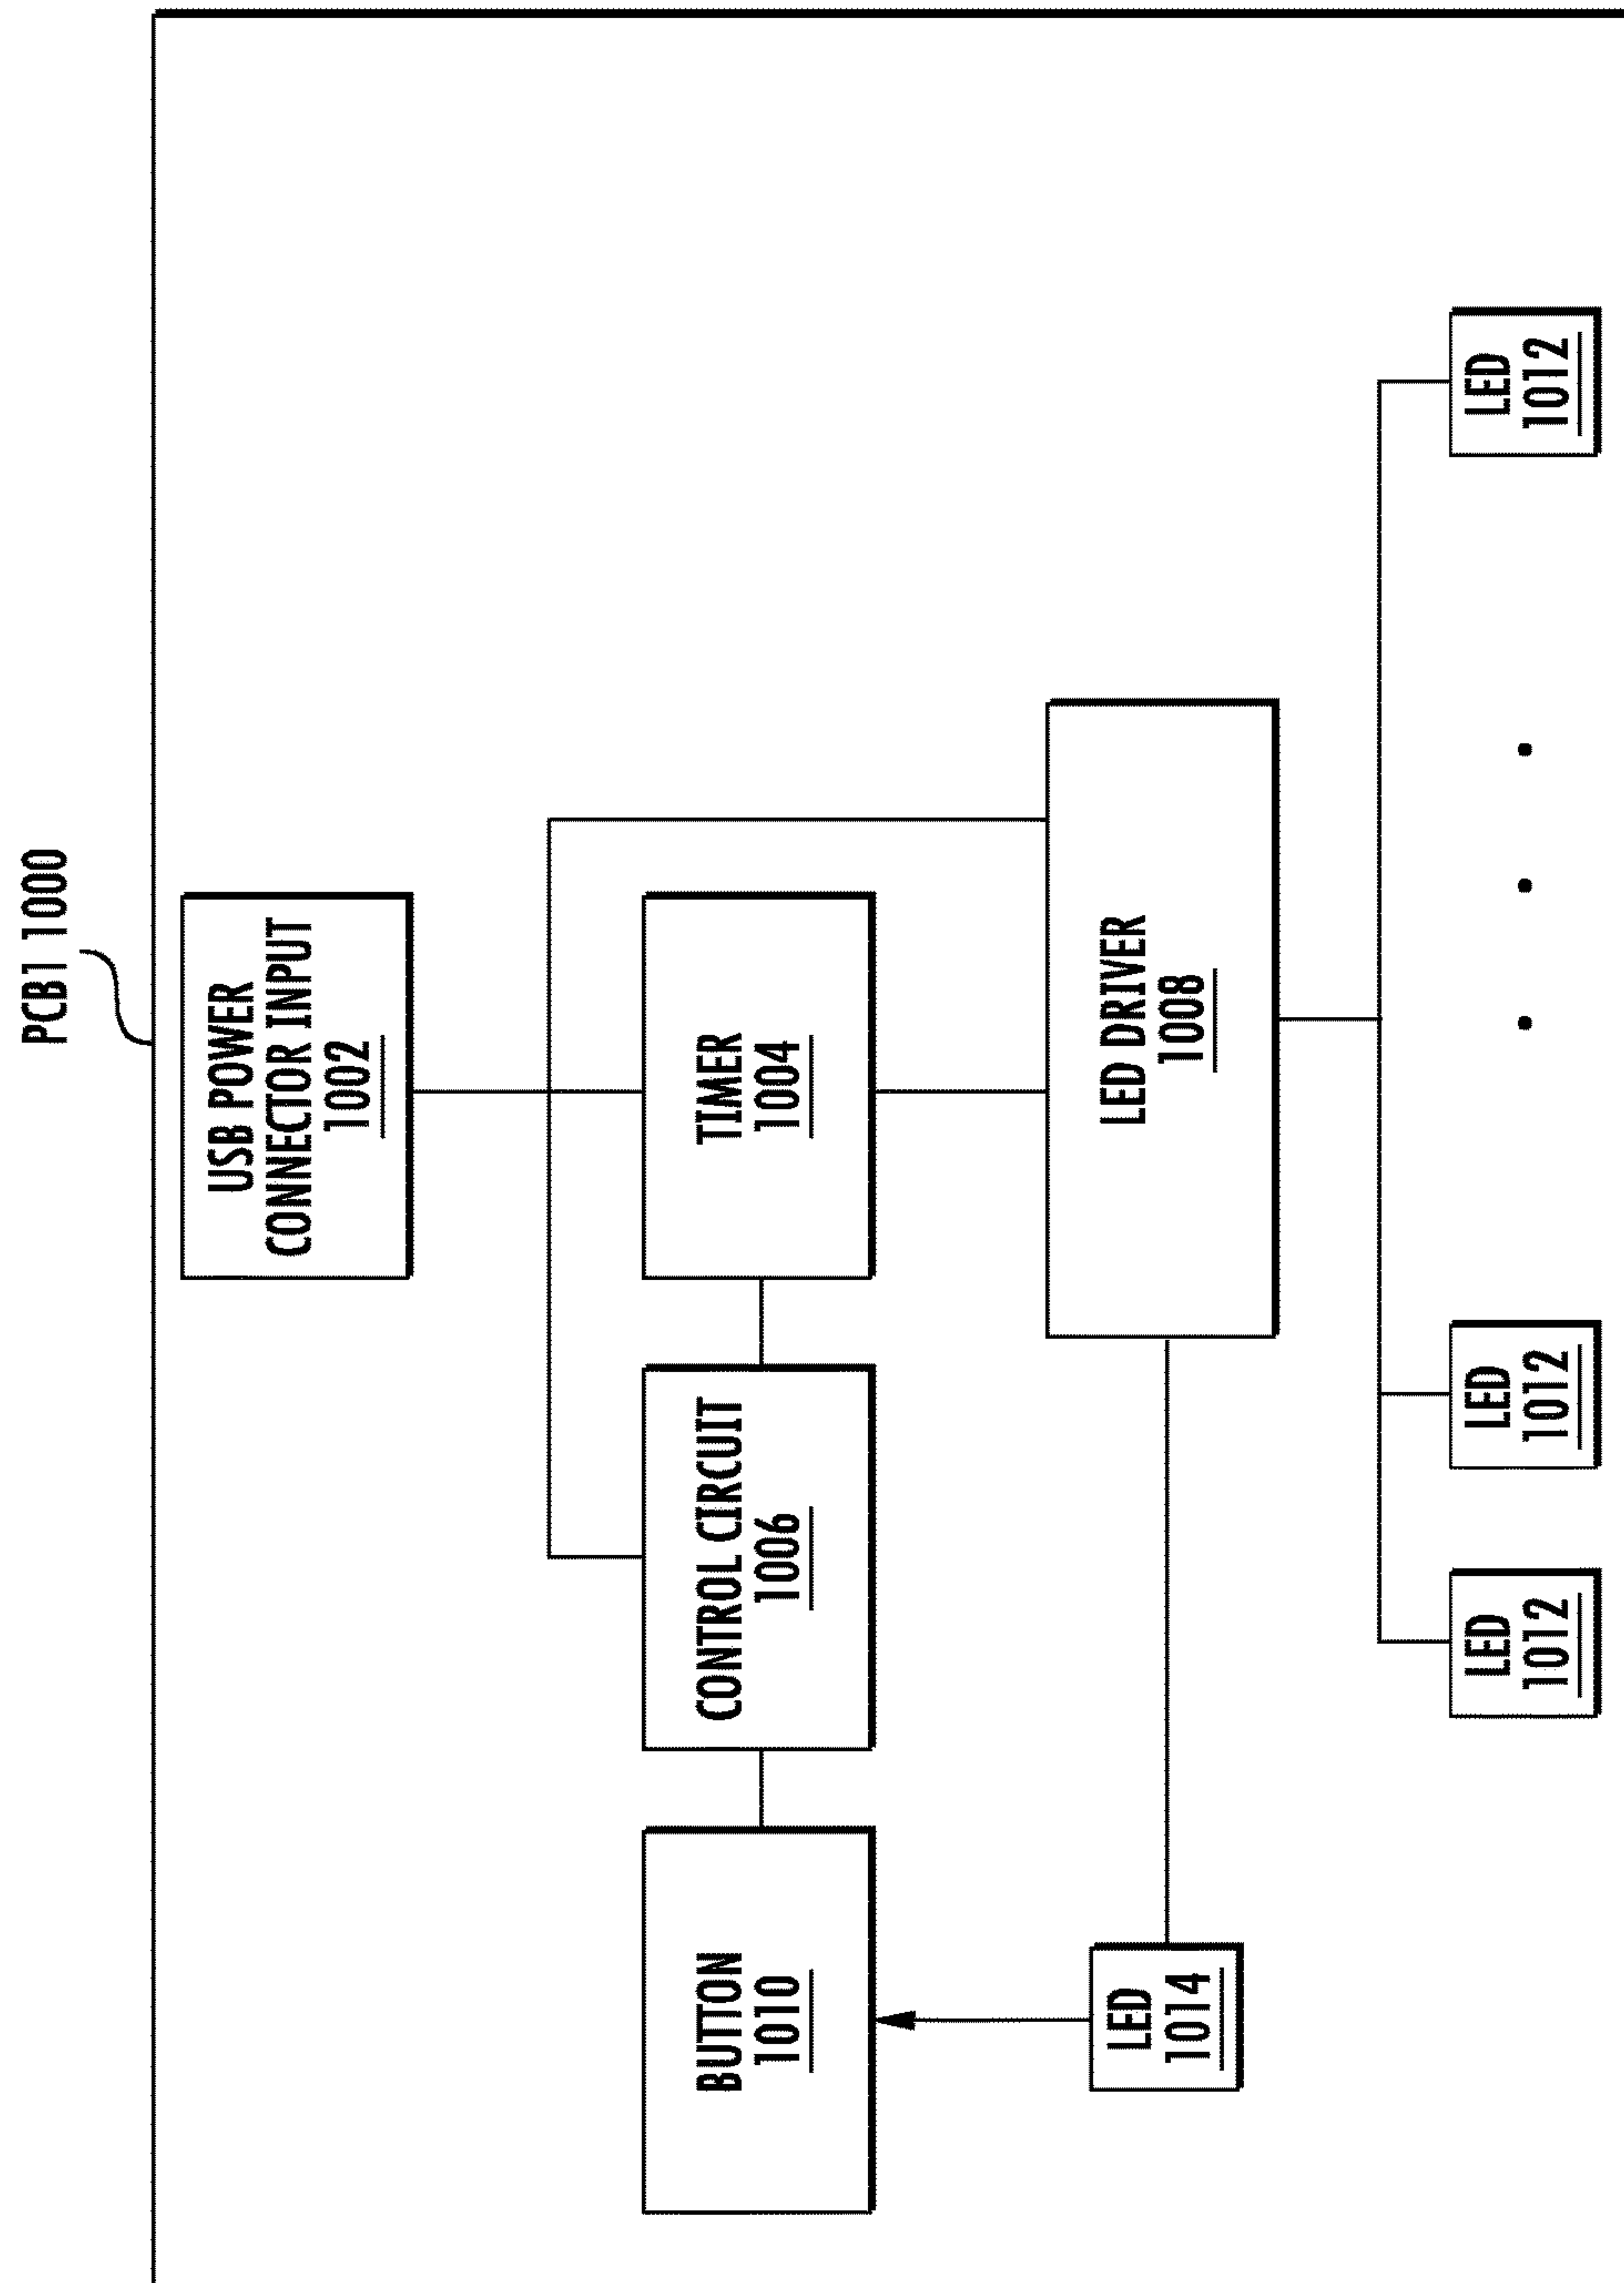 PCB1 1000
USB POWER
CONNECTOR INPUT
1002
BUTTON
1010
CONTROL CIRCUIT
1006
TIMER
1004
LED
1014
LED DRIVER
1008
LED
1012
LED
1012
LED
1012